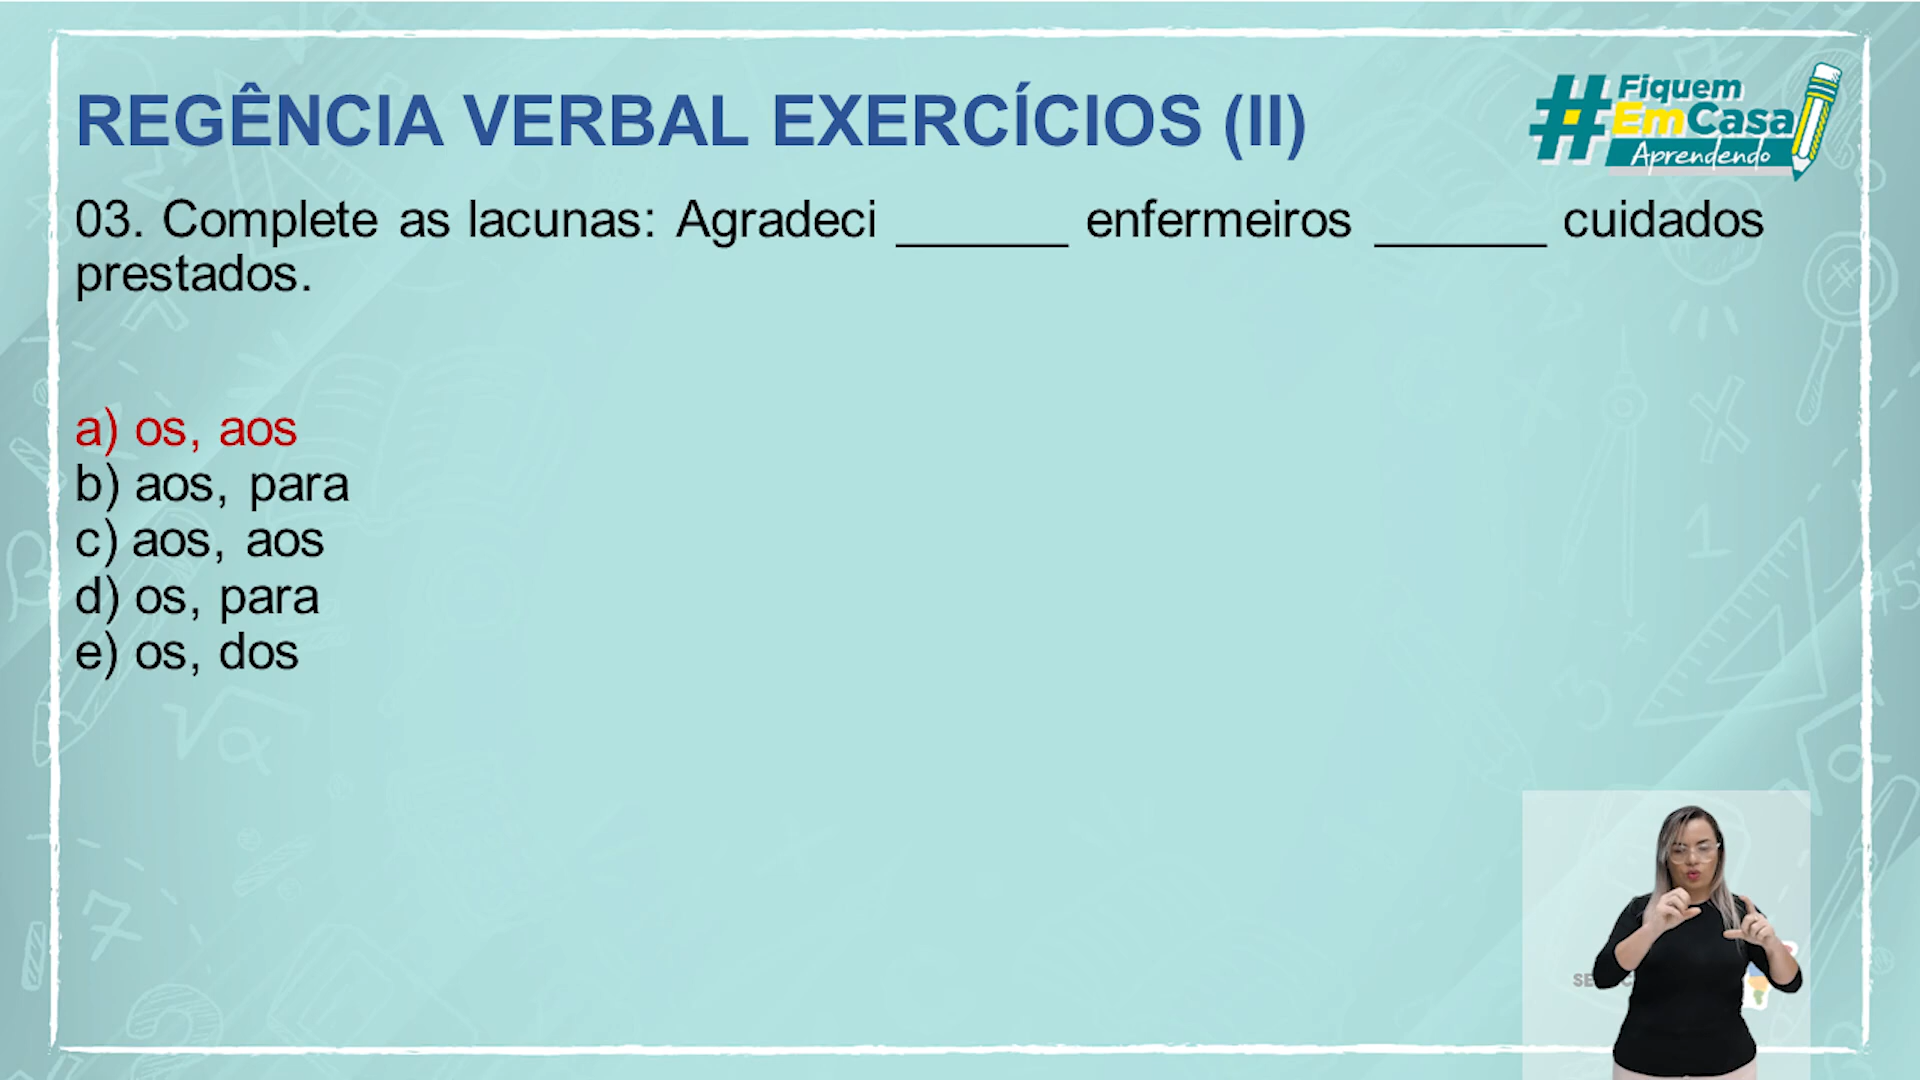 REGÊNCIA VERBAL EXERCÍCIOS (II)
#Fiquem
EmCasa
Aprendendo
03. Complete as lacunas: Agradeci ______ enfermeiros ______ cuidados
prestados.
a) os, aos
b) aos, para
c) aos, aos
d) os, para
e) os, dos